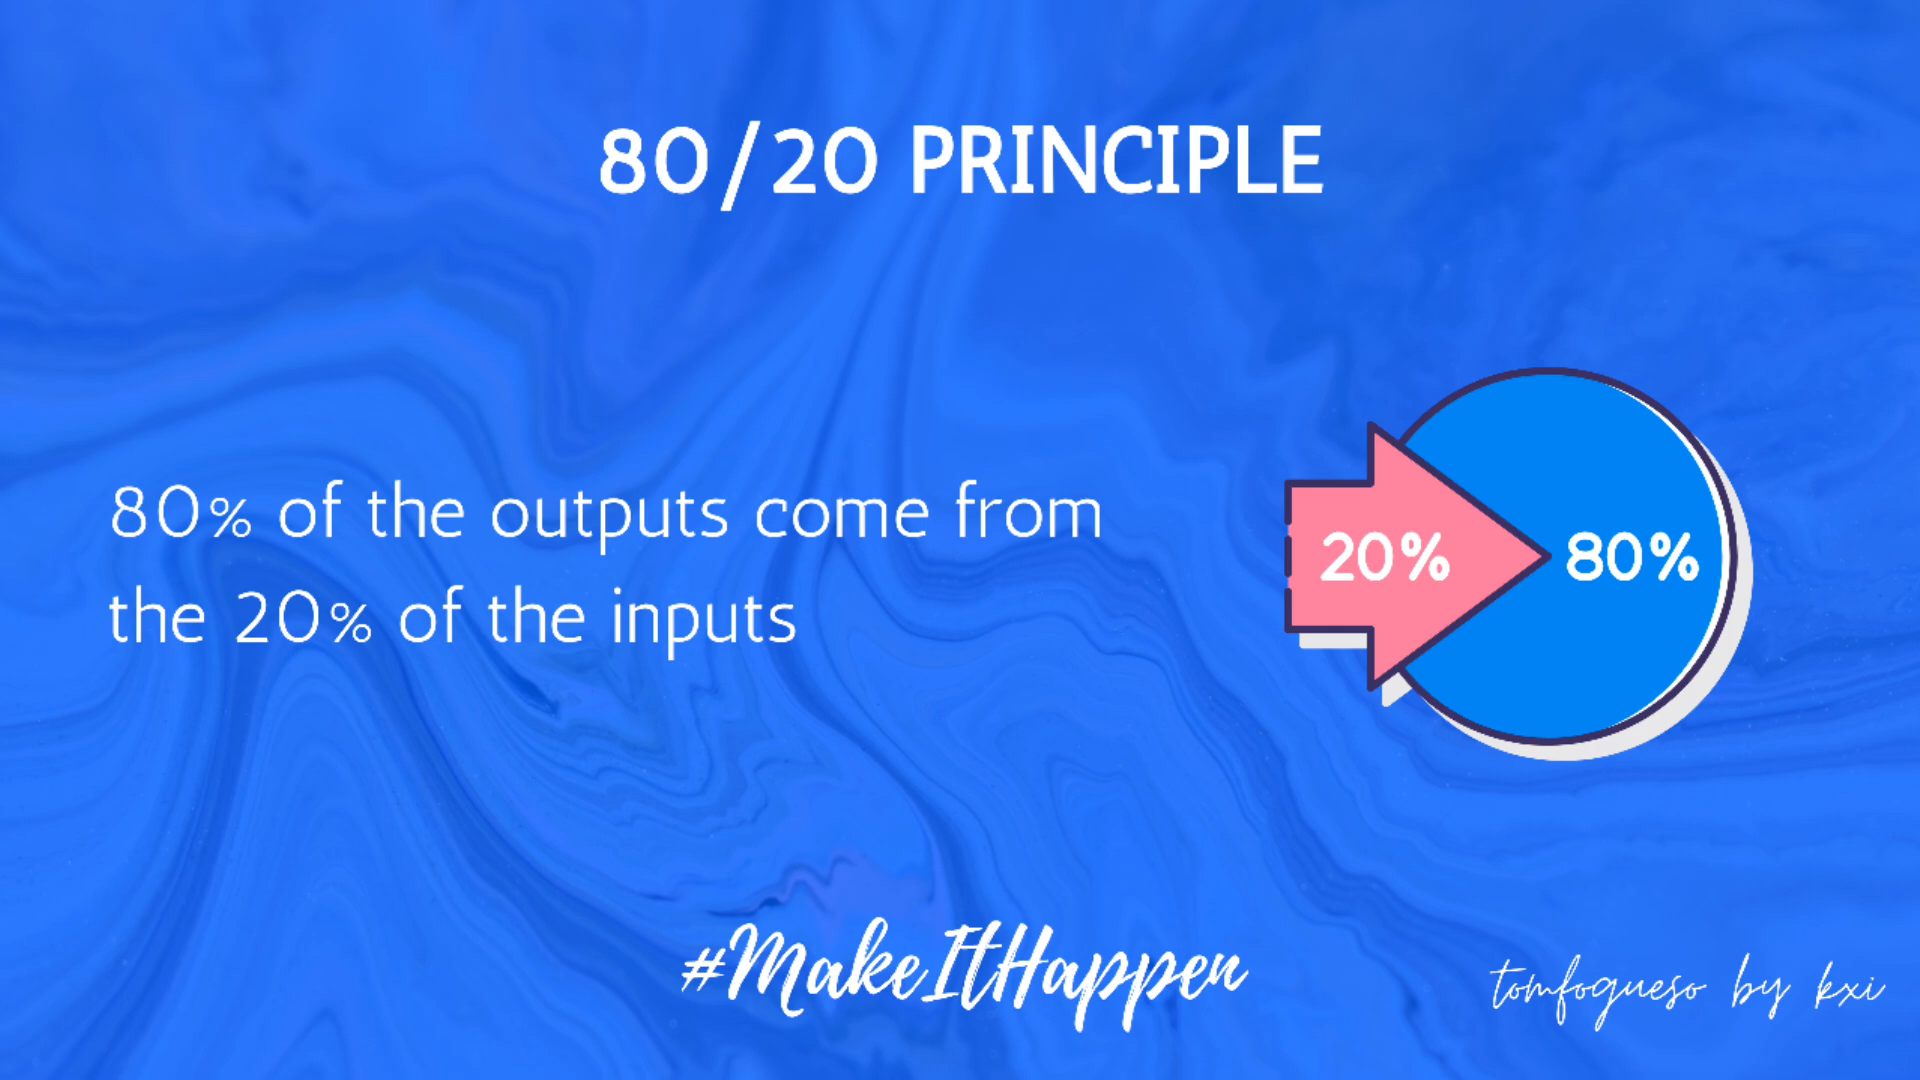 80/20 PRINCIPLE
80% of the outputs come from
the 20% of the inputs
20% 80%
#MakeItHappen
tomfogueso by kxi